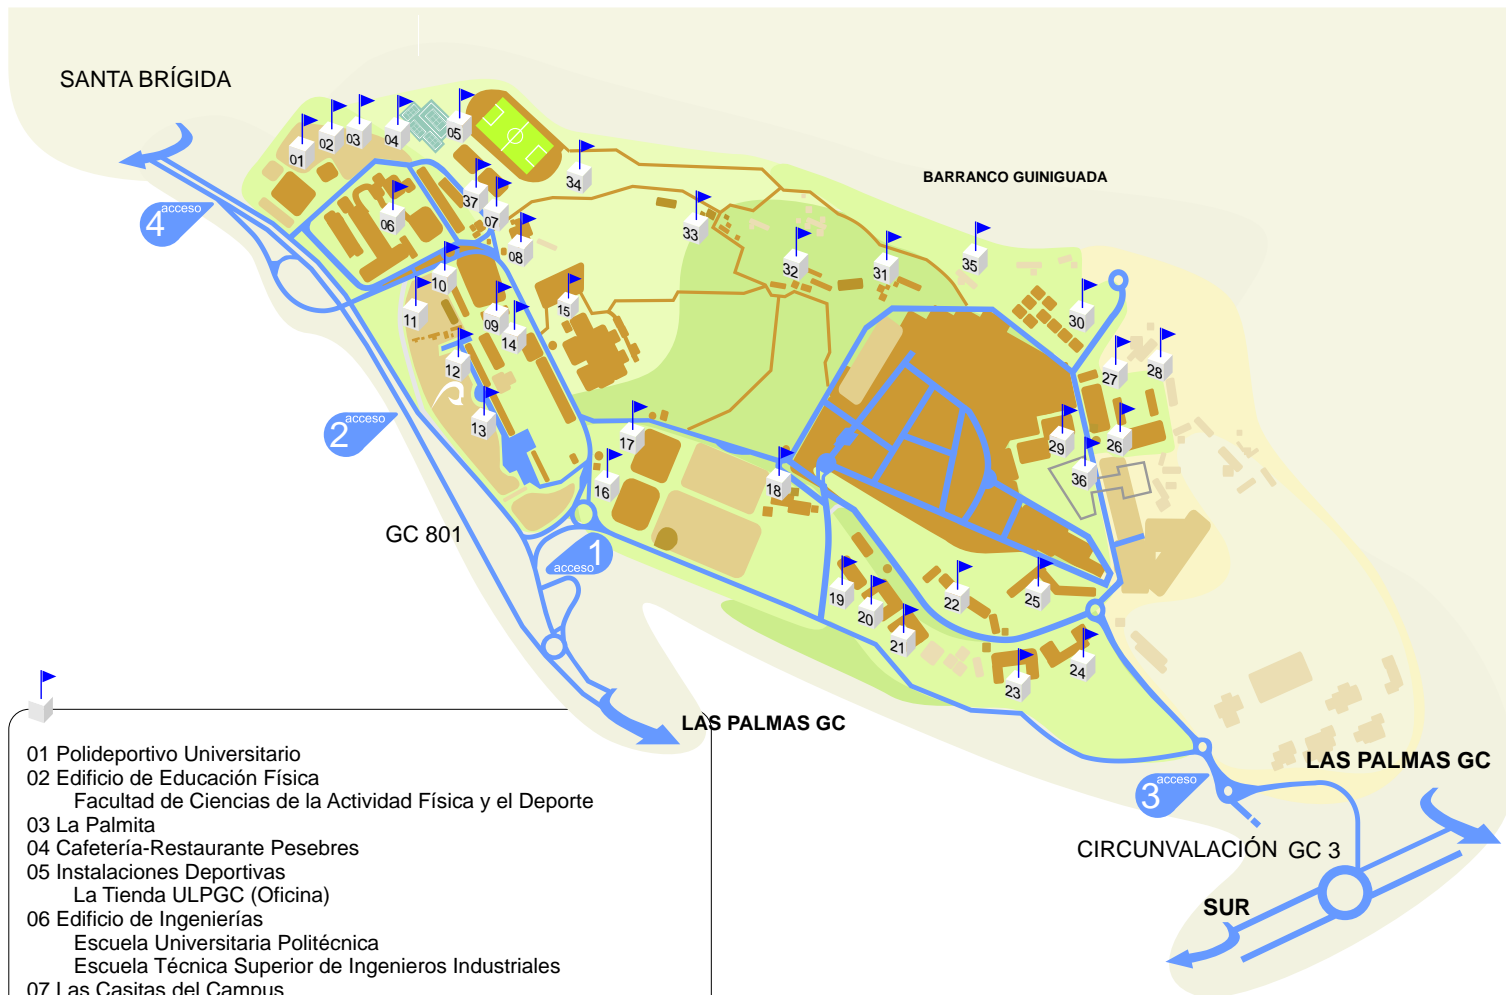 SANTA BRÍGIDA
BARRANCO GUINIGUADA
01
02
03
04
05
34
37
07
06
08
33
35
32
31
10
11
09
14
15
12
13
30
27
28
29
26
36
17
16
18
4 acceso
2 acceso
GC 801
1
acceso
19
20
21
22
25
23
24
LAS PALMAS GC
3 acceso
LAS PALMAS GC
CIRCUNVALACIÓN GC 3
SUR
01 Polideportivo Universitario
02 Edificio de Educación Física
Facultad de Ciencias de la Actividad Física y el Deporte
03 La Palmita
04 Cafetería-Restaurante Pesebres
05 Instalaciones Deportivas
La Tienda ULPGC (Oficina)
06 Edificio de Ingenierías
Escuela Universitaria Politécnica
Escuela Técnica Superior de Ingenieros Industriales
07 Las Casitas del Campus